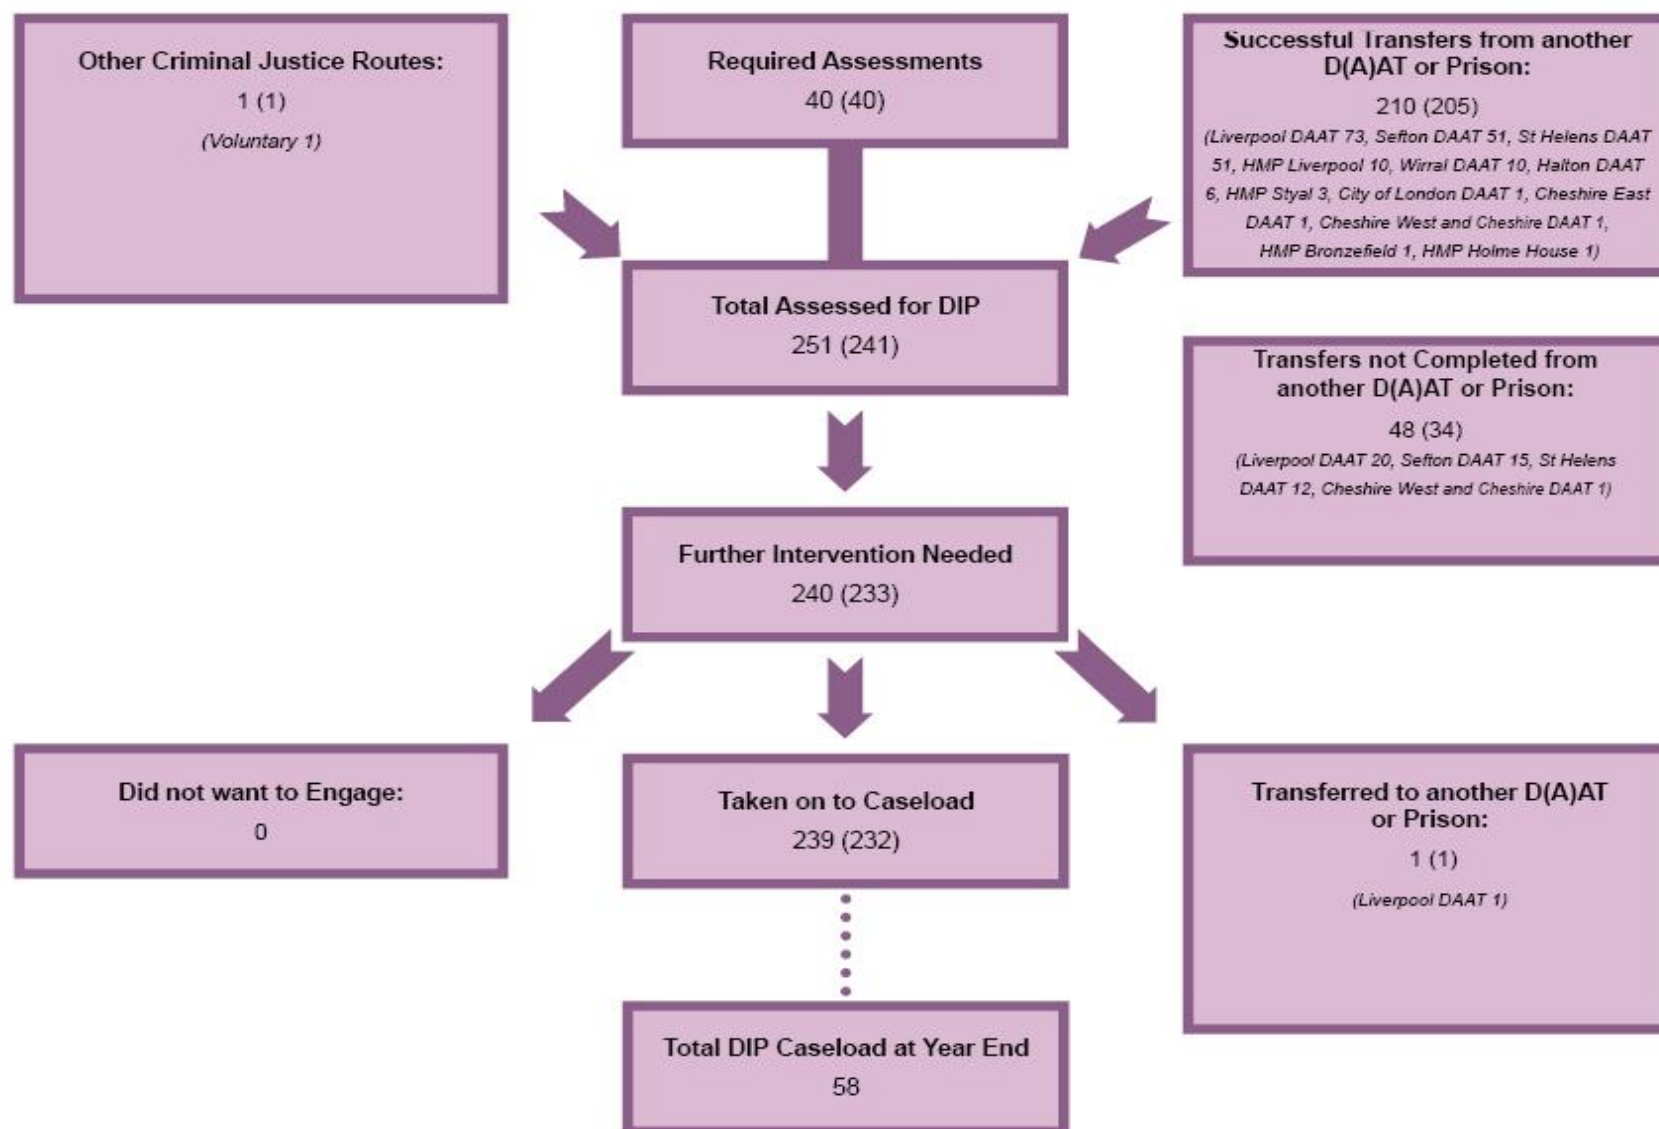 Other Criminal Justice Routes:
1 (1)
(Voluntary 1)
Required Assessments
40 (40)
Successful Transfers from another
D(A)AT or Prison:
210 (205)
(Liverpool DAAT 73, Sefton DAAT 51, St Helens DAAT
51, HMP Liverpool 10, Wirral DAAT 10, Halton DAAT
6, HMP Styal 3, City of London DAAT 1, Cheshire East
DAAT 1, Cheshire West and Cheshire DAAT 1,
HMP Bronzefield 1, HMP Holme House 1)
Total Assessed for DIP
251 (241)
Transfers not Completed from
another D(A)AT or Prison:
48 (34)
(Liverpool DAAT 20, Sefton DAAT 15, St Helens
DAAT 12, Cheshire West and Cheshire DAAT 1)
Further Intervention Needed
240 (233)
Did not want to Engage:
0
Taken on to Caseload
239 (232)
Transferred to another D(A)AT
or Prison:
1 (1)
(Liverpool DAAT 1)
Total DIP Caseload at Year End
58